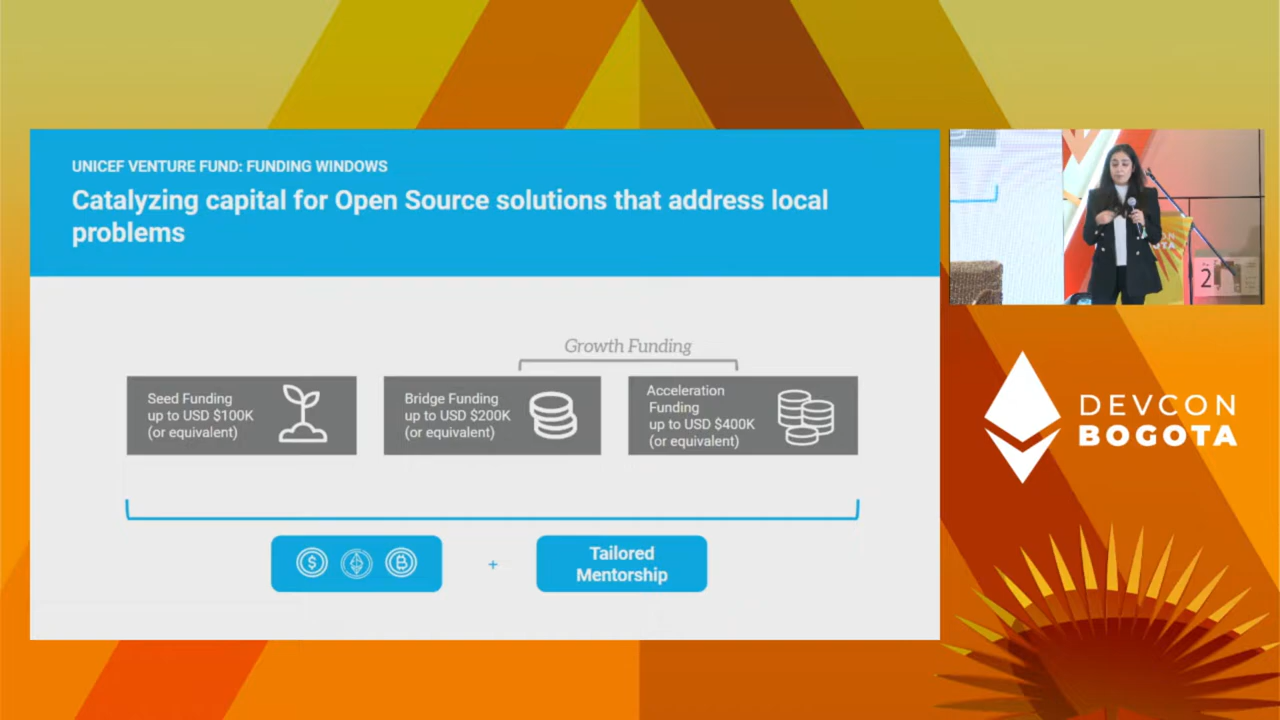 UNICEF VENTURE FUND: FUNDING WINDOWS
Catalyzing capital for Open Source solutions that address local
problems
Growth Funding
Seed Funding
up to USD $100K
(or equivalent)
Bridge Funding
up to USD $200K
(or equivalent)
Acceleration
Funding
up to USD $400K
(or equivalent)
Tailored
Mentorship
+
2
DEVCON
BOGOTA